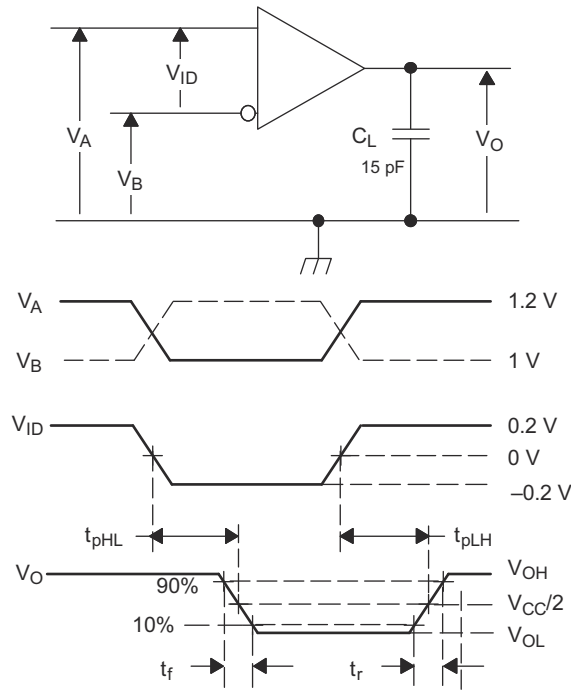 V_ID
V_A
V_B
C_L
15 pF
V_O
V_A
1.2 V
V_B
1 V
V_ID
0.2 V
0 V
–0.2 V
t_pHL
t_pLH
V_O
90%
V_OH
V_CC/2
10%
V_OL
t_f
t_r